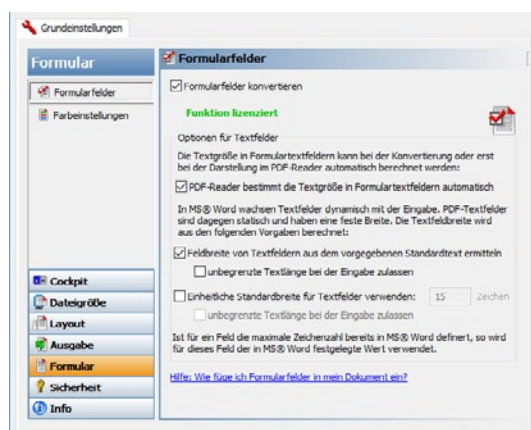 Grundeinstellungen
Formular
Formularfelder
Farbeinstellungen
Cockpit
Dateigröße
Layout
Ausgabe
Formular
Sicherheit
Info
Formularfelder
Formularfelder konvertieren
Funktion lizenziert
Optionen für Textfelder
Die Textgröße in Formulartextfeldern kann bei der Konvertierung oder erst
bei der Darstellung im PDF-Reader automatisch berechnet werden:
PDF-Reader bestimmt die Textgröße in Formulartextfeldern automatisch
In MS® Word wachsen Textfelder dynamisch mit der Eingabe. PDF-Textfelder
sind dagegen statisch und haben eine feste Breite. Die Textfeldbreite wird
aus den folgenden Vorgaben berechnet:
Feldbreite von Textfeldern aus dem vorgegebenen Standardtext ermitteln
unbegrenzte Textlänge bei der Eingabe zulassen
Einheitliche Standardbreite für Textfelder verwenden: 15 Zeichen
unbegrenzte Textlänge bei der Eingabe zulassen
Ist für ein Feld die maximale Zeichenzahl bereits in MS® Word definert, so wird
für dieses Feld der in MS® Word festgelegte Wert verwendet.
Hilfe: Wie füge ich Formularfelder in mein Dokument ein?